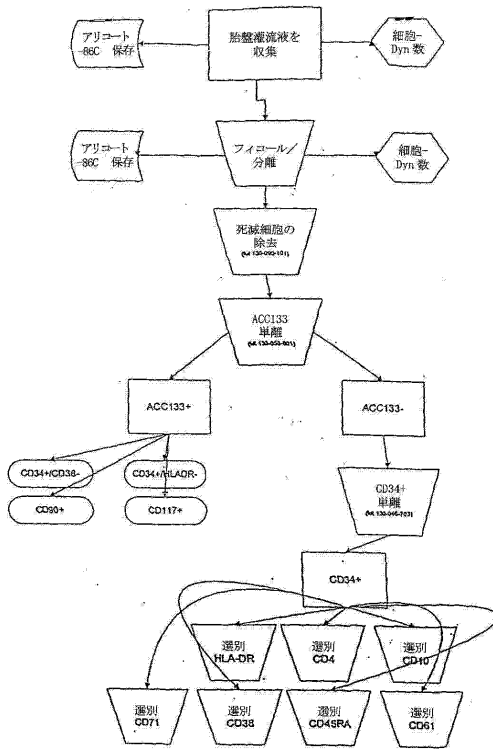 アリコート
-86C 保存
胎盤灌流液を
収集
細胞-
Dyn 数
アリコート
-86C 保存
フィコール/
分離
細胞-
Dyn 数
死滅細胞の
除去
(Mt 130-090-101)
ACC133
単離
ACC133+
ACC133-
CD34+/CD38-
CD34+/HLADR-
CD90+
CD117+
CD34+
単離
CD34+
選別
HLA-DR
選別
CD4
選別
CD10
選別
CD71
選別
CD38
選別
CD45RA
選別
CD61